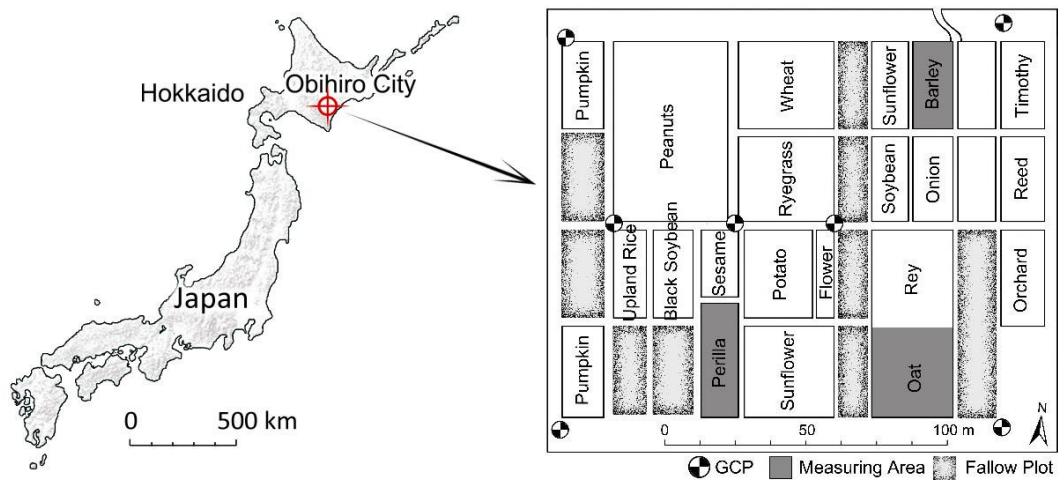 Hokkaido
Obihiro City
Japan
0 500 km
Pumpkin
Peanuts
Wheat
Sunflower
Barley
Timothy
Ryegrass
Soybean
Onion
Reed
Upland Rice
Black Soybean
Sesame
Potato
Flower
Rey
Orchard
Pumpkin
Perilla
Sunflower
Oat
N
0 50 100 m
GCP Measuring Area Fallow Plot